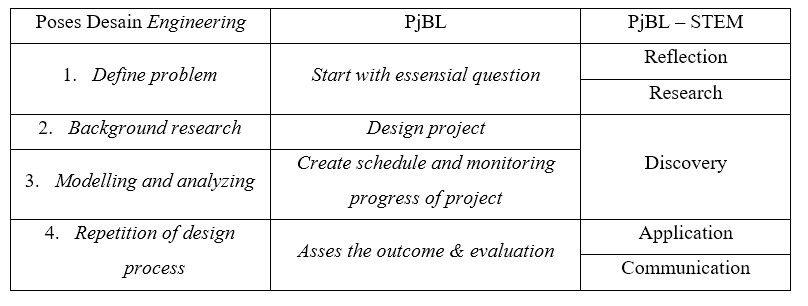 Poses Desain Engineering
PjBL
PjBL – STEM
1. Define problem
Start with essensial question
Reflection
Research
2. Background research
Design project
Discovery
3. Modelling and analyzing
Create schedule and monitoring
progress of project
4. Repetition of design
process
Asses the outcome & evaluation
Application
Communication